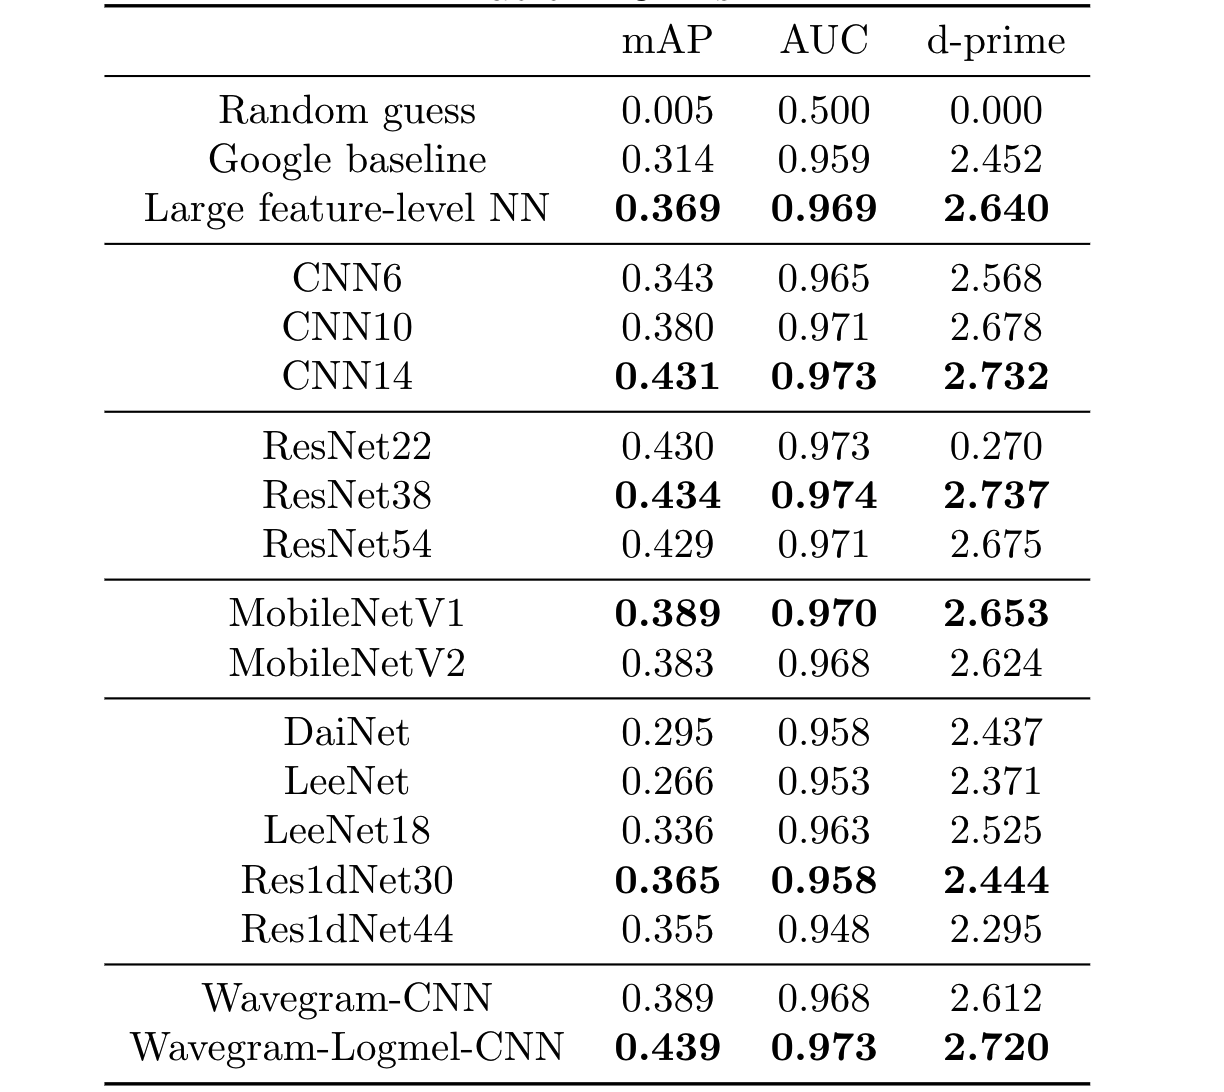 mAP AUC d-prime
Random guess 0.005 0.500 0.000
Google baseline 0.314 0.959 2.452
Large feature-level NN 0.369 0.969 2.640
CNN6 0.343 0.965 2.568
CNN10 0.380 0.971 2.678
CNN14 0.431 0.973 2.732
ResNet22 0.430 0.973 0.270
ResNet38 0.434 0.974 2.737
ResNet54 0.429 0.971 2.675
MobileNetV1 0.389 0.970 2.653
MobileNetV2 0.383 0.968 2.624
DaiNet 0.295 0.958 2.437
LeeNet 0.266 0.953 2.371
LeeNet18 0.336 0.963 2.525
Res1dNet30 0.365 0.958 2.444
Res1dNet44 0.355 0.948 2.295
Wavegram-CNN 0.389 0.968 2.612
Wavegram-Logmel-CNN 0.439 0.973 2.720